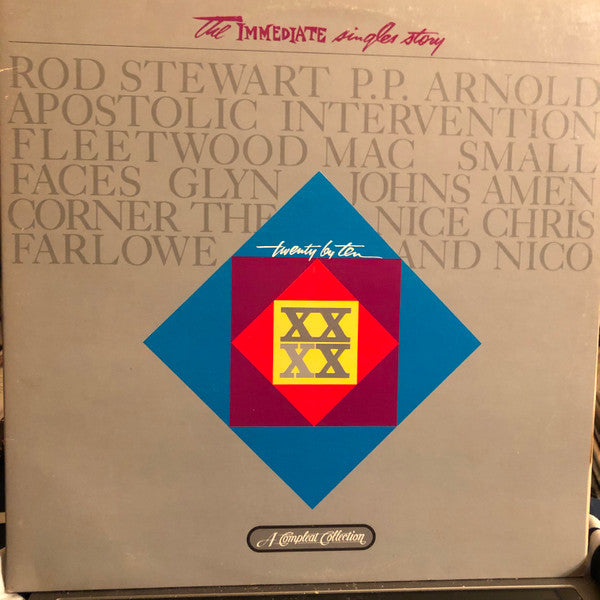 The IMMEDIATE singles story
ROD STEWART P.P. ARNOLD
APOSTOLIC INTERVENTION
FLEETWOOD MAC SMALL
FACES GLYN JOHNS AMEN
CORNER THE NICE CHRIS
FARLOWE AND NICO
twenty by ten
XX
XX
A Compleat Collection